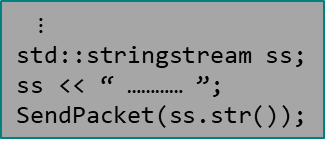 ⋮
std::stringstream ss;
ss << “ ………… ”;
SendPacket(ss.str());